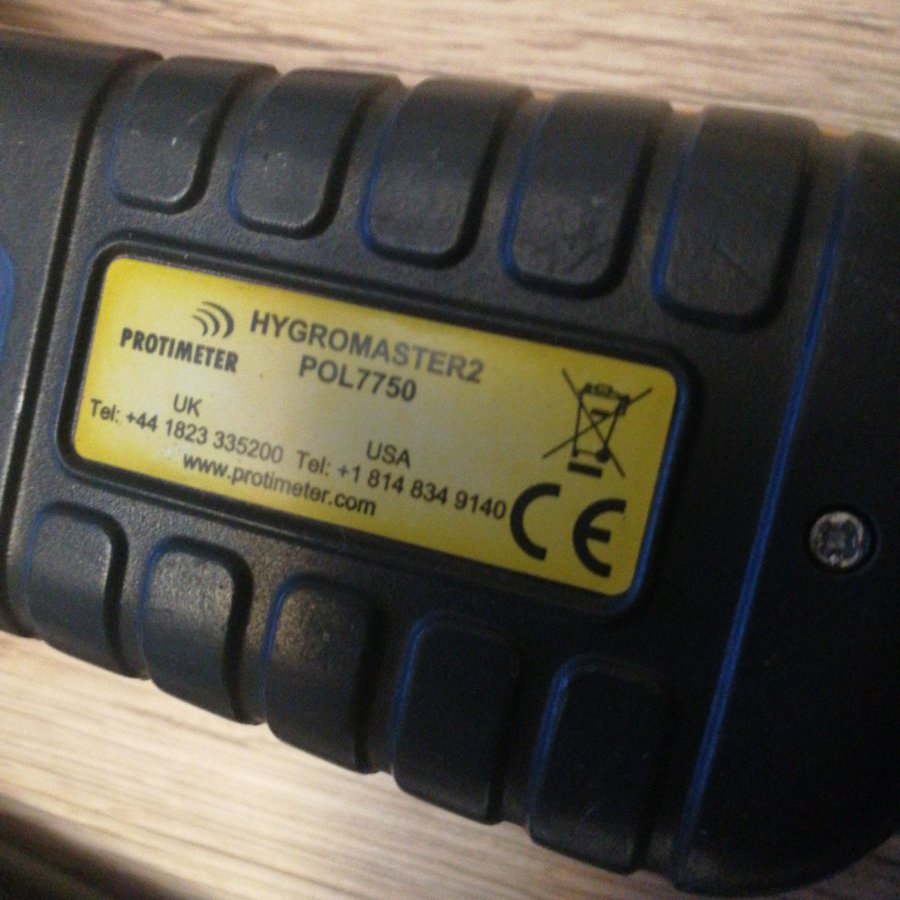 PROTIMETER
HYGROMASTER2
POL7750
UK
Tel: +44 1823 335200
USA
Tel: +1 814 834 9140
www.protimeter.com
CE